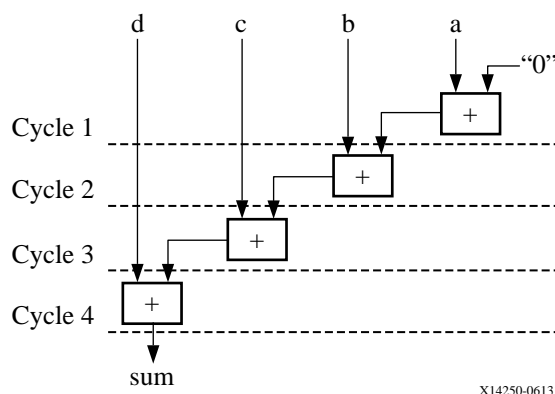 d c b a
"0"
+
Cycle 1
+
Cycle 2
+
Cycle 3
+
Cycle 4
sum
X14250-0613